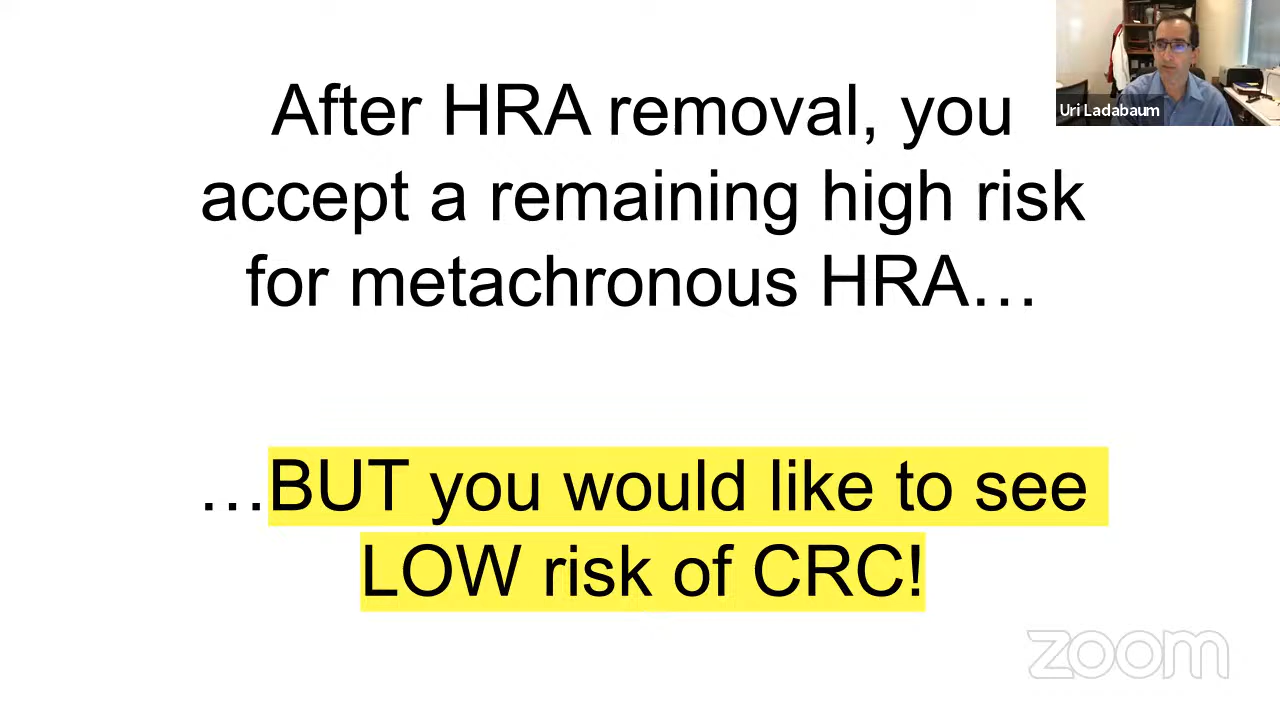 After HRA removal, you
accept a remaining high risk
for metachronous HRA…
…BUT you would like to see
LOW risk of CRC!
Uri Ladabaum
zoom